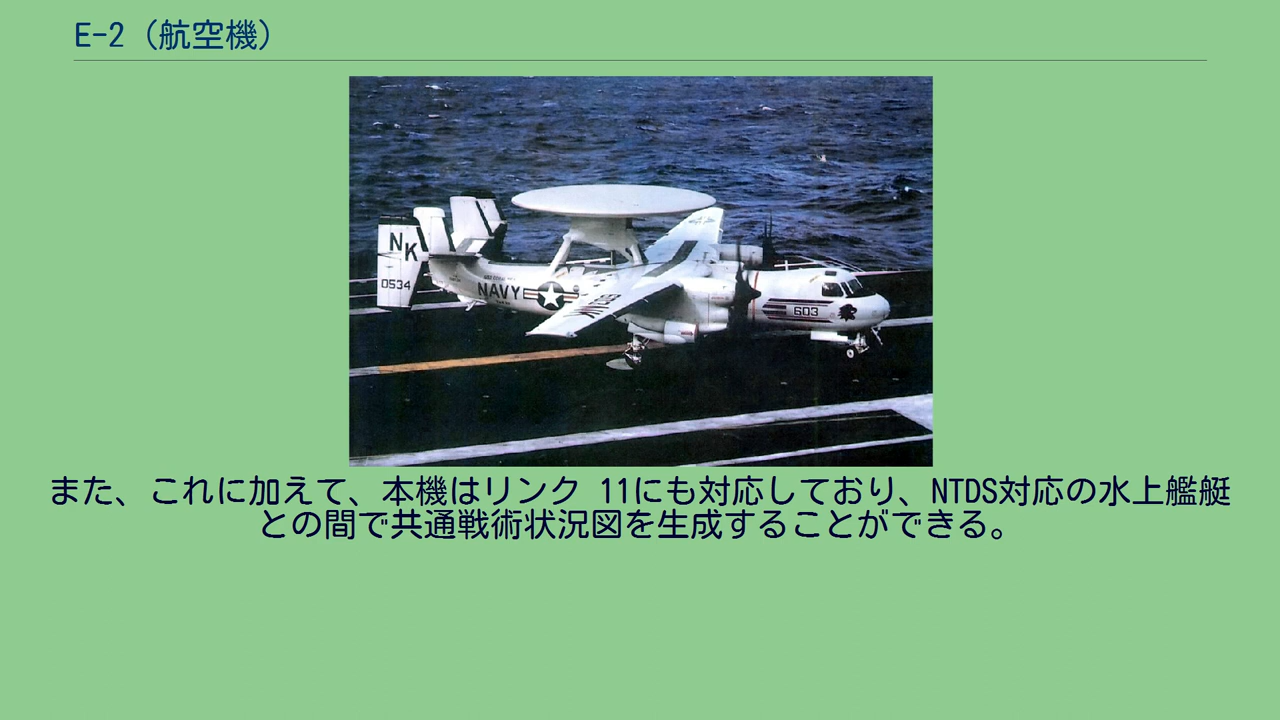 E-2（航空機）
NK
0534
NAVY
603
また、これに加えて、本機はリンク 11にも対応しており、NTDS対応の水上艦艇
との間で共通戦術状況図を生成することができる。